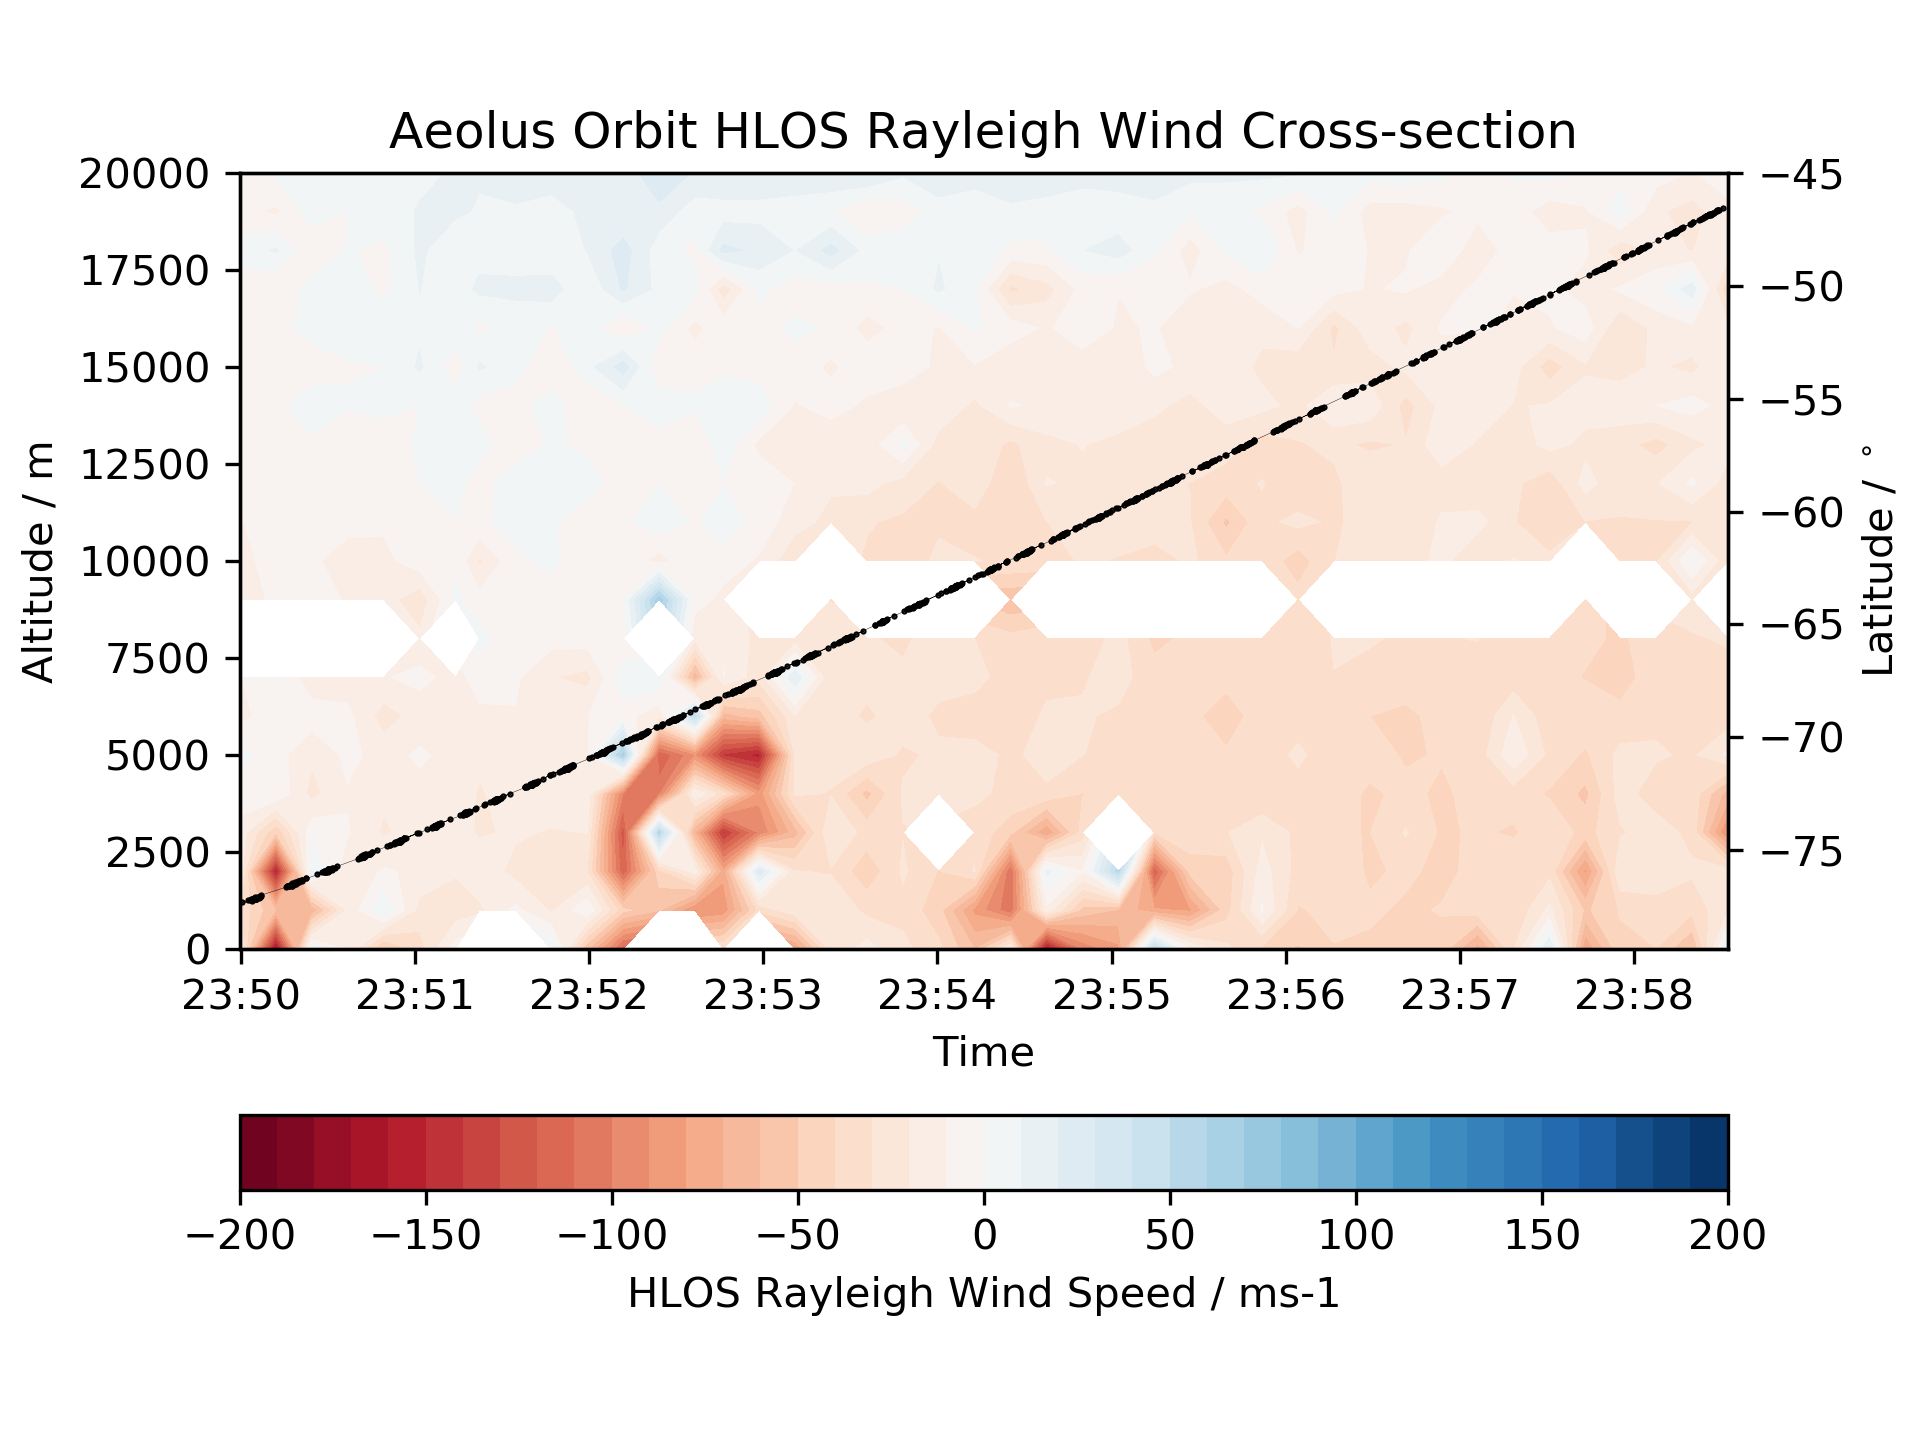 Aeolus Orbit HLOS Rayleigh Wind Cross-section
20000
17500
15000
12500
10000
7500
5000
2500
0
Altitude / m
−45
−50
−55
−60
−65
−70
−75
Latitude / °
23:50 23:51 23:52 23:53 23:54 23:55 23:56 23:57 23:58
Time
−200 −150 −100 −50 0 50 100 150 200
HLOS Rayleigh Wind Speed / ms-1